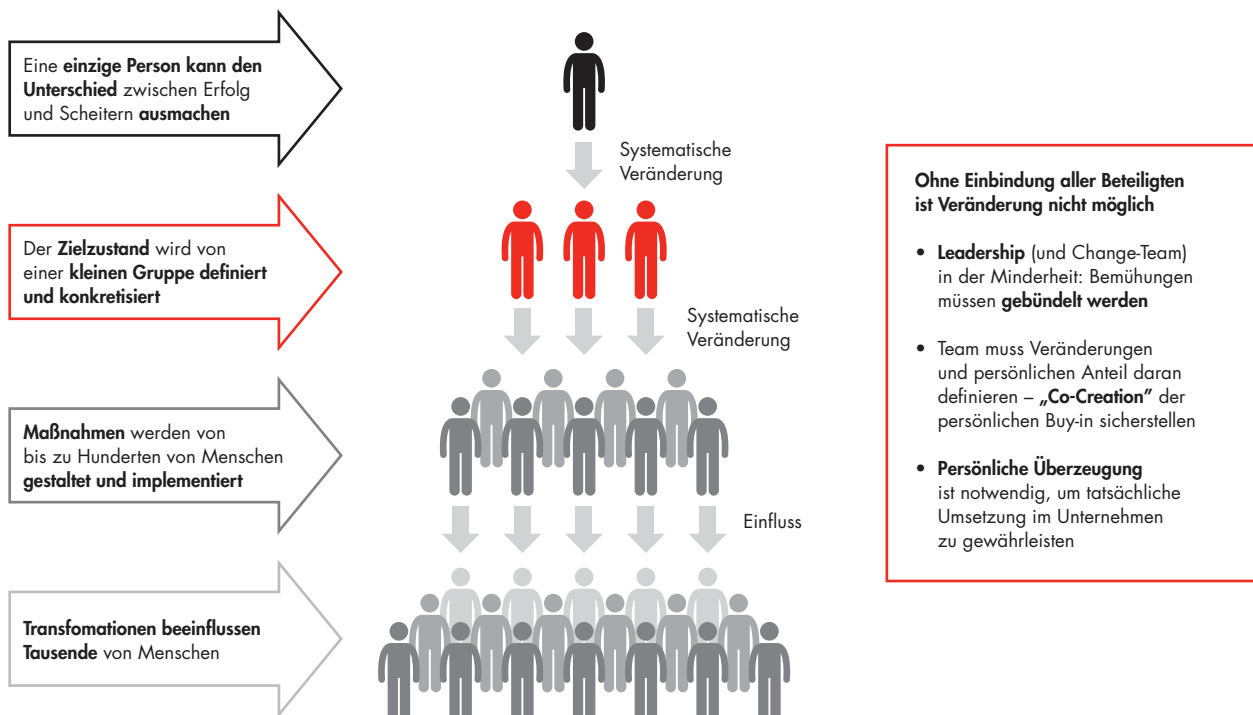 Eine einzige Person kann den
Unterschied zwischen Erfolg
und Scheitern ausmachen
Systematische
Veränderung
Der Zielzustand wird von
einer kleinen Gruppe definiert
und konkretisiert
Systematische
Veränderung
Maßnahmen werden von
bis zu Hunderten von Menschen
gestaltet und implementiert
Einfluss
Transfomationen beeinflussen
Tausende von Menschen
Ohne Einbindung aller Beteiligten
ist Veränderung nicht möglich
• Leadership (und Change-Team)
in der Minderheit: Bemühungen
müssen gebündelt werden
• Team muss Veränderungen
und persönlichen Anteil daran
definieren – „Co-Creation” der
persönlichen Buy-in sicherstellen
• Persönliche Überzeugung
ist notwendig, um tatsächliche
Umsetzung im Unternehmen
zu gewährleisten